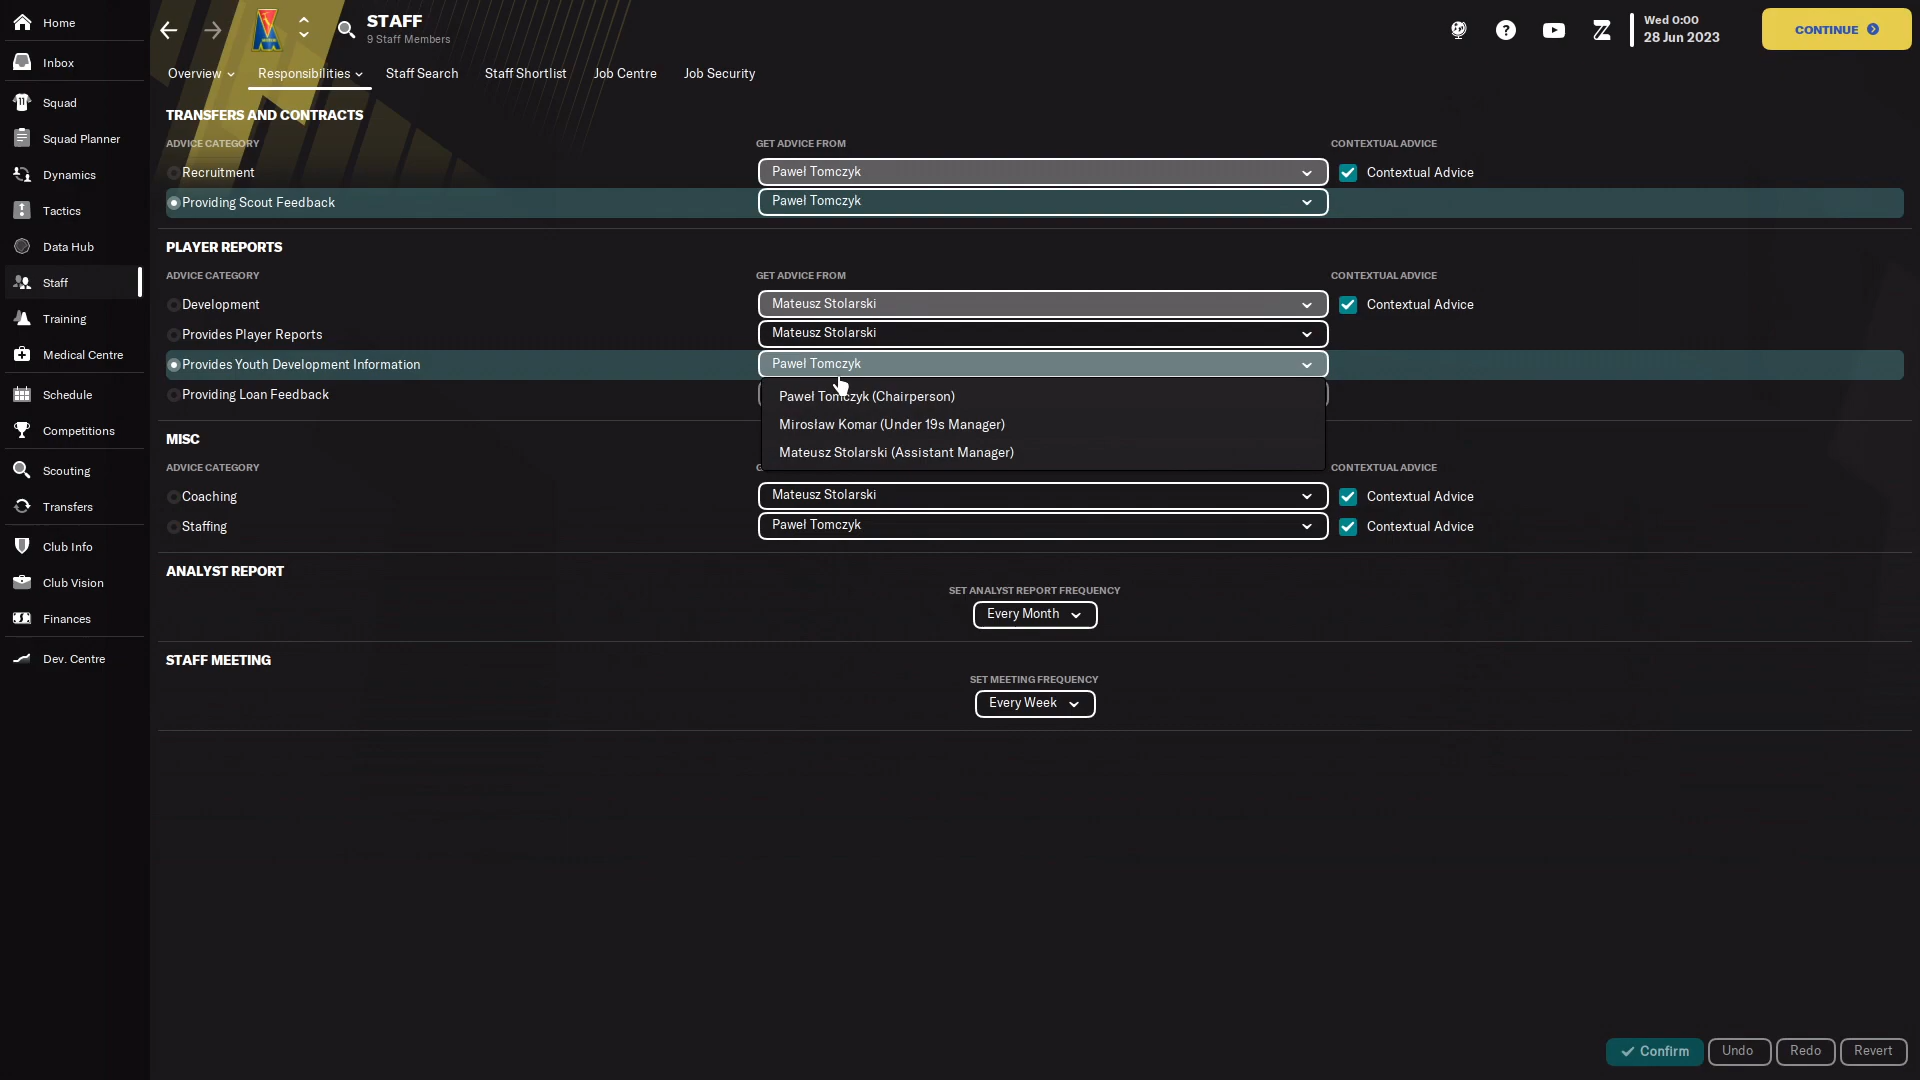 Home
Inbox
Squad
Squad Planner
Dynamics
Tactics
Data Hub
Staff
Training
Medical Centre
Schedule
Competitions
Scouting
Transfers
Club Info
Club Vision
Finances
Dev. Centre
STAFF
9 Staff Members
Wed 0:00
28 Jun 2023
CONTINUE
Overview Responsibilities Staff Search Staff Shortlist Job Centre Job Security
TRANSFERS AND CONTRACTS
ADVICE CATEGORY GET ADVICE FROM CONTEXTUAL ADVICE
Recruitment Paweł Tomczyk Contextual Advice
Providing Scout Feedback Paweł Tomczyk
PLAYER REPORTS
ADVICE CATEGORY GET ADVICE FROM CONTEXTUAL ADVICE
Development Mateusz Stolarski Contextual Advice
Provides Player Reports Mateusz Stolarski
Provides Youth Development Information Paweł Tomczyk
Providing Loan Feedback
Paweł Tomczyk (Chairperson)
Mirosław Komar (Under 19s Manager)
Mateusz Stolarski (Assistant Manager)
MISC
ADVICE CATEGORY G CONTEXTUAL ADVICE
Coaching Mateusz Stolarski Contextual Advice
Staffing Paweł Tomczyk Contextual Advice
ANALYST REPORT
SET ANALYST REPORT FREQUENCY
Every Month
STAFF MEETING
SET MEETING FREQUENCY
Every Week
Confirm Undo Redo Revert